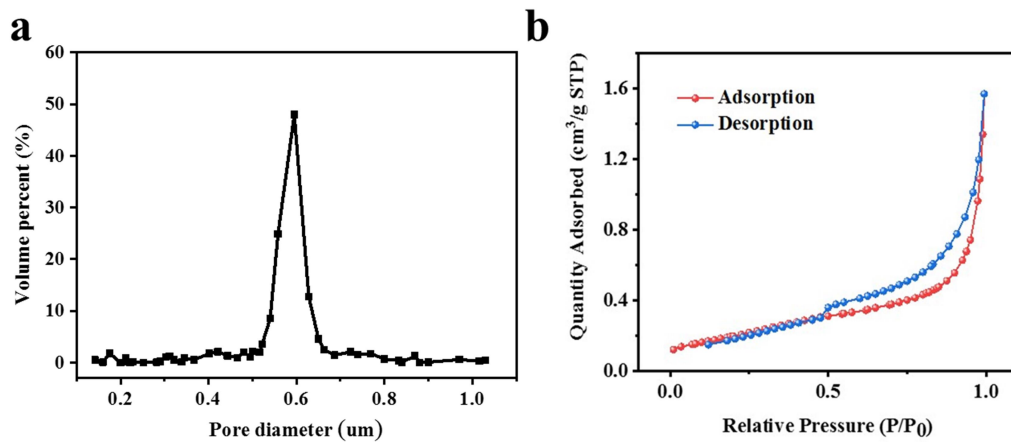 a
Volume percent (%)
60
50
40
30
20
10
0
0.2
0.4
0.6
0.8
1.0
Pore diameter (um)
b
Quantity Adsorbed (cm³/g STP)
1.6
1.2
0.8
0.4
0.0
Adsorption
Desorption
0.0
0.5
1.0
Relative Pressure (P/P₀)